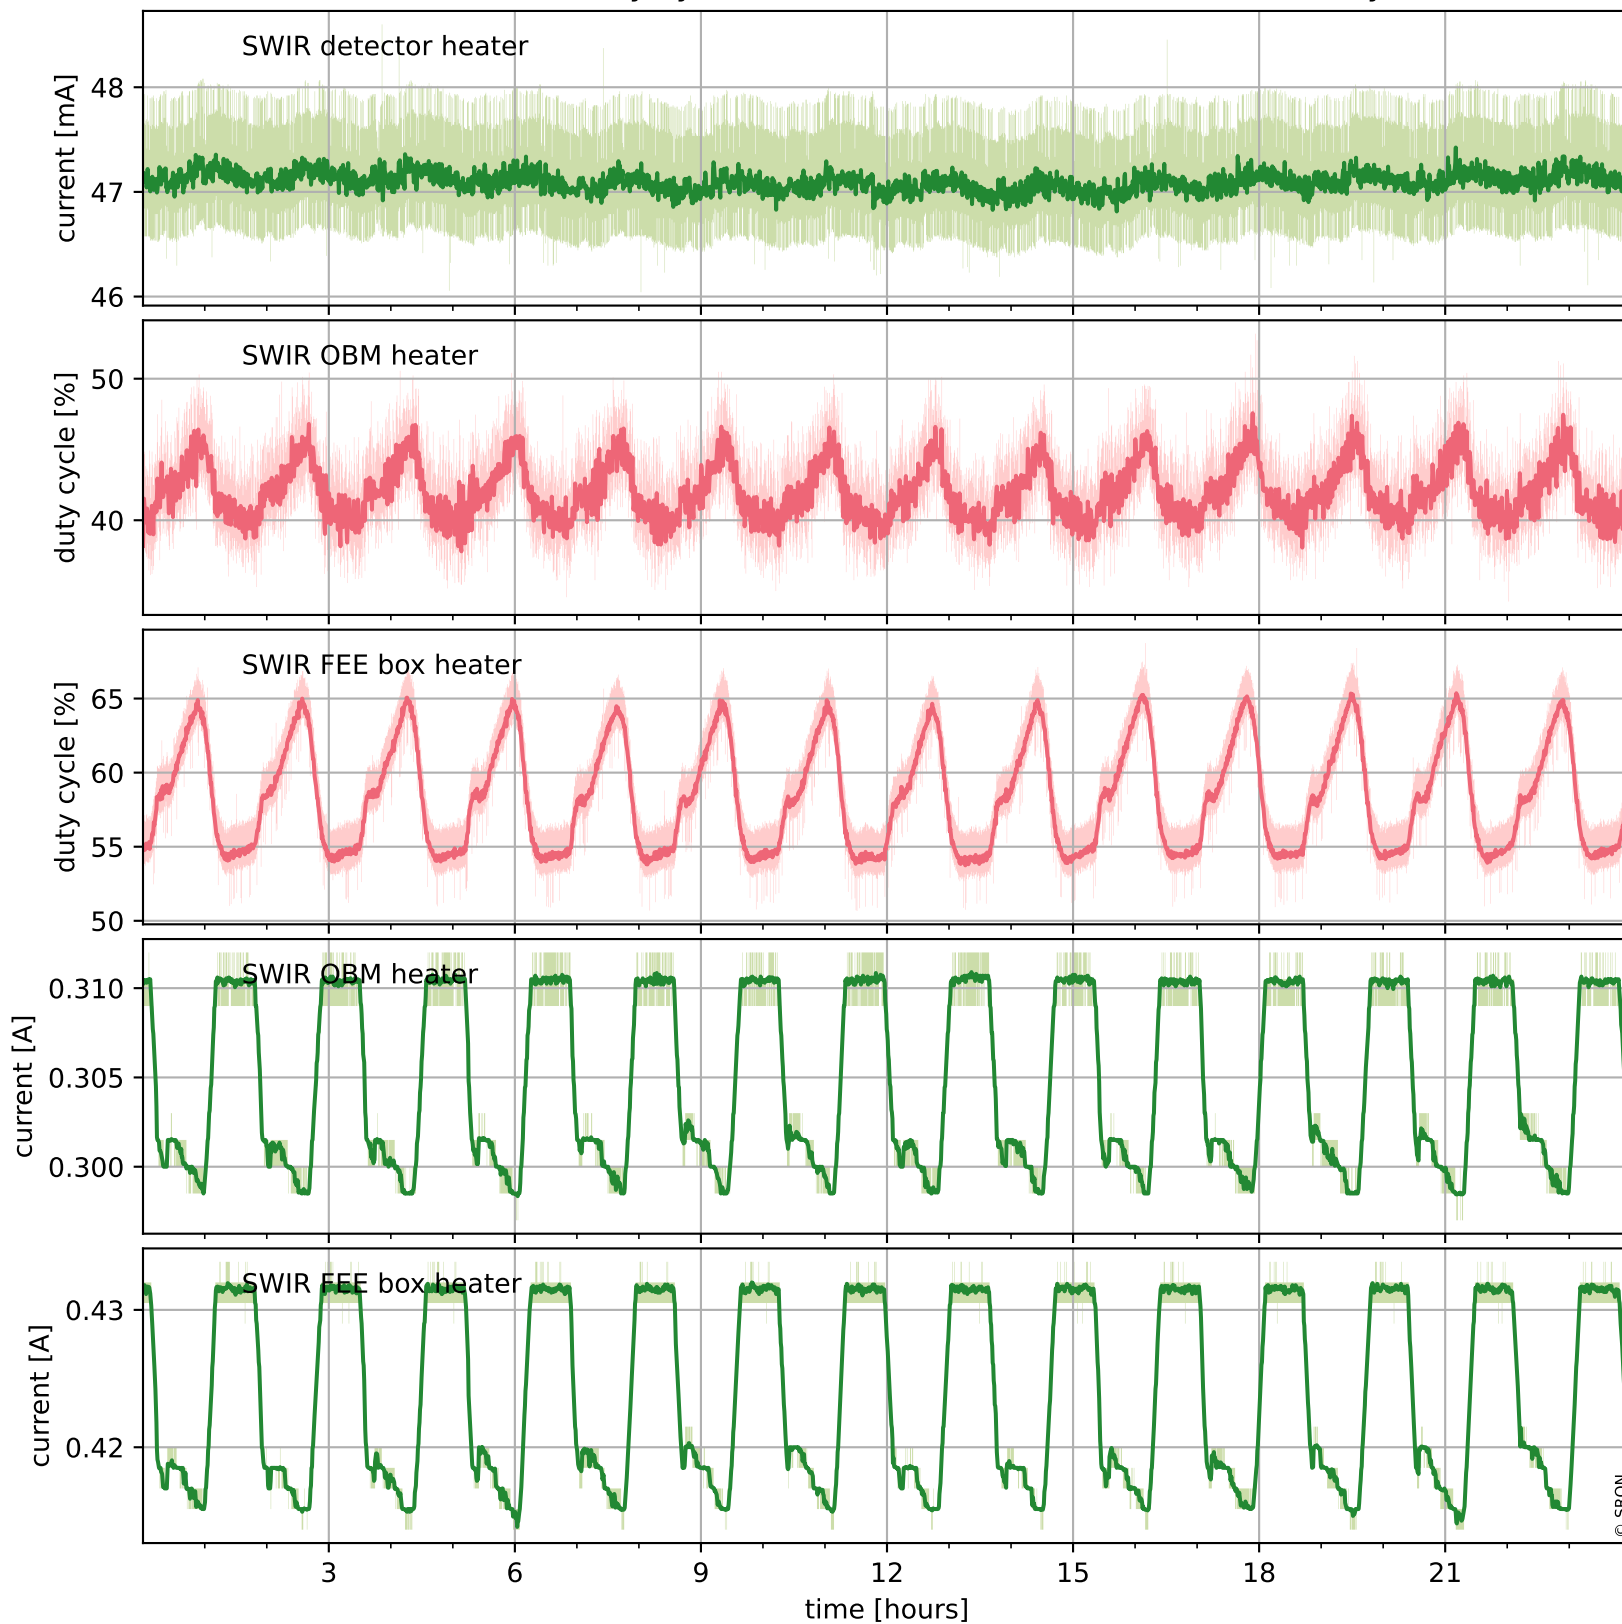 SWIR detector heater
current [mA]
48
47
46
SWIR OBM heater
duty cycle [%]
50
40
SWIR FEE box heater
duty cycle [%]
65
60
55
50
SWIR OBM heater
current [A]
0.310
0.305
0.300
SWIR FEE box heater
current [A]
0.43
0.42
3 6 9 12 15 18 21
time [hours]
© SRON